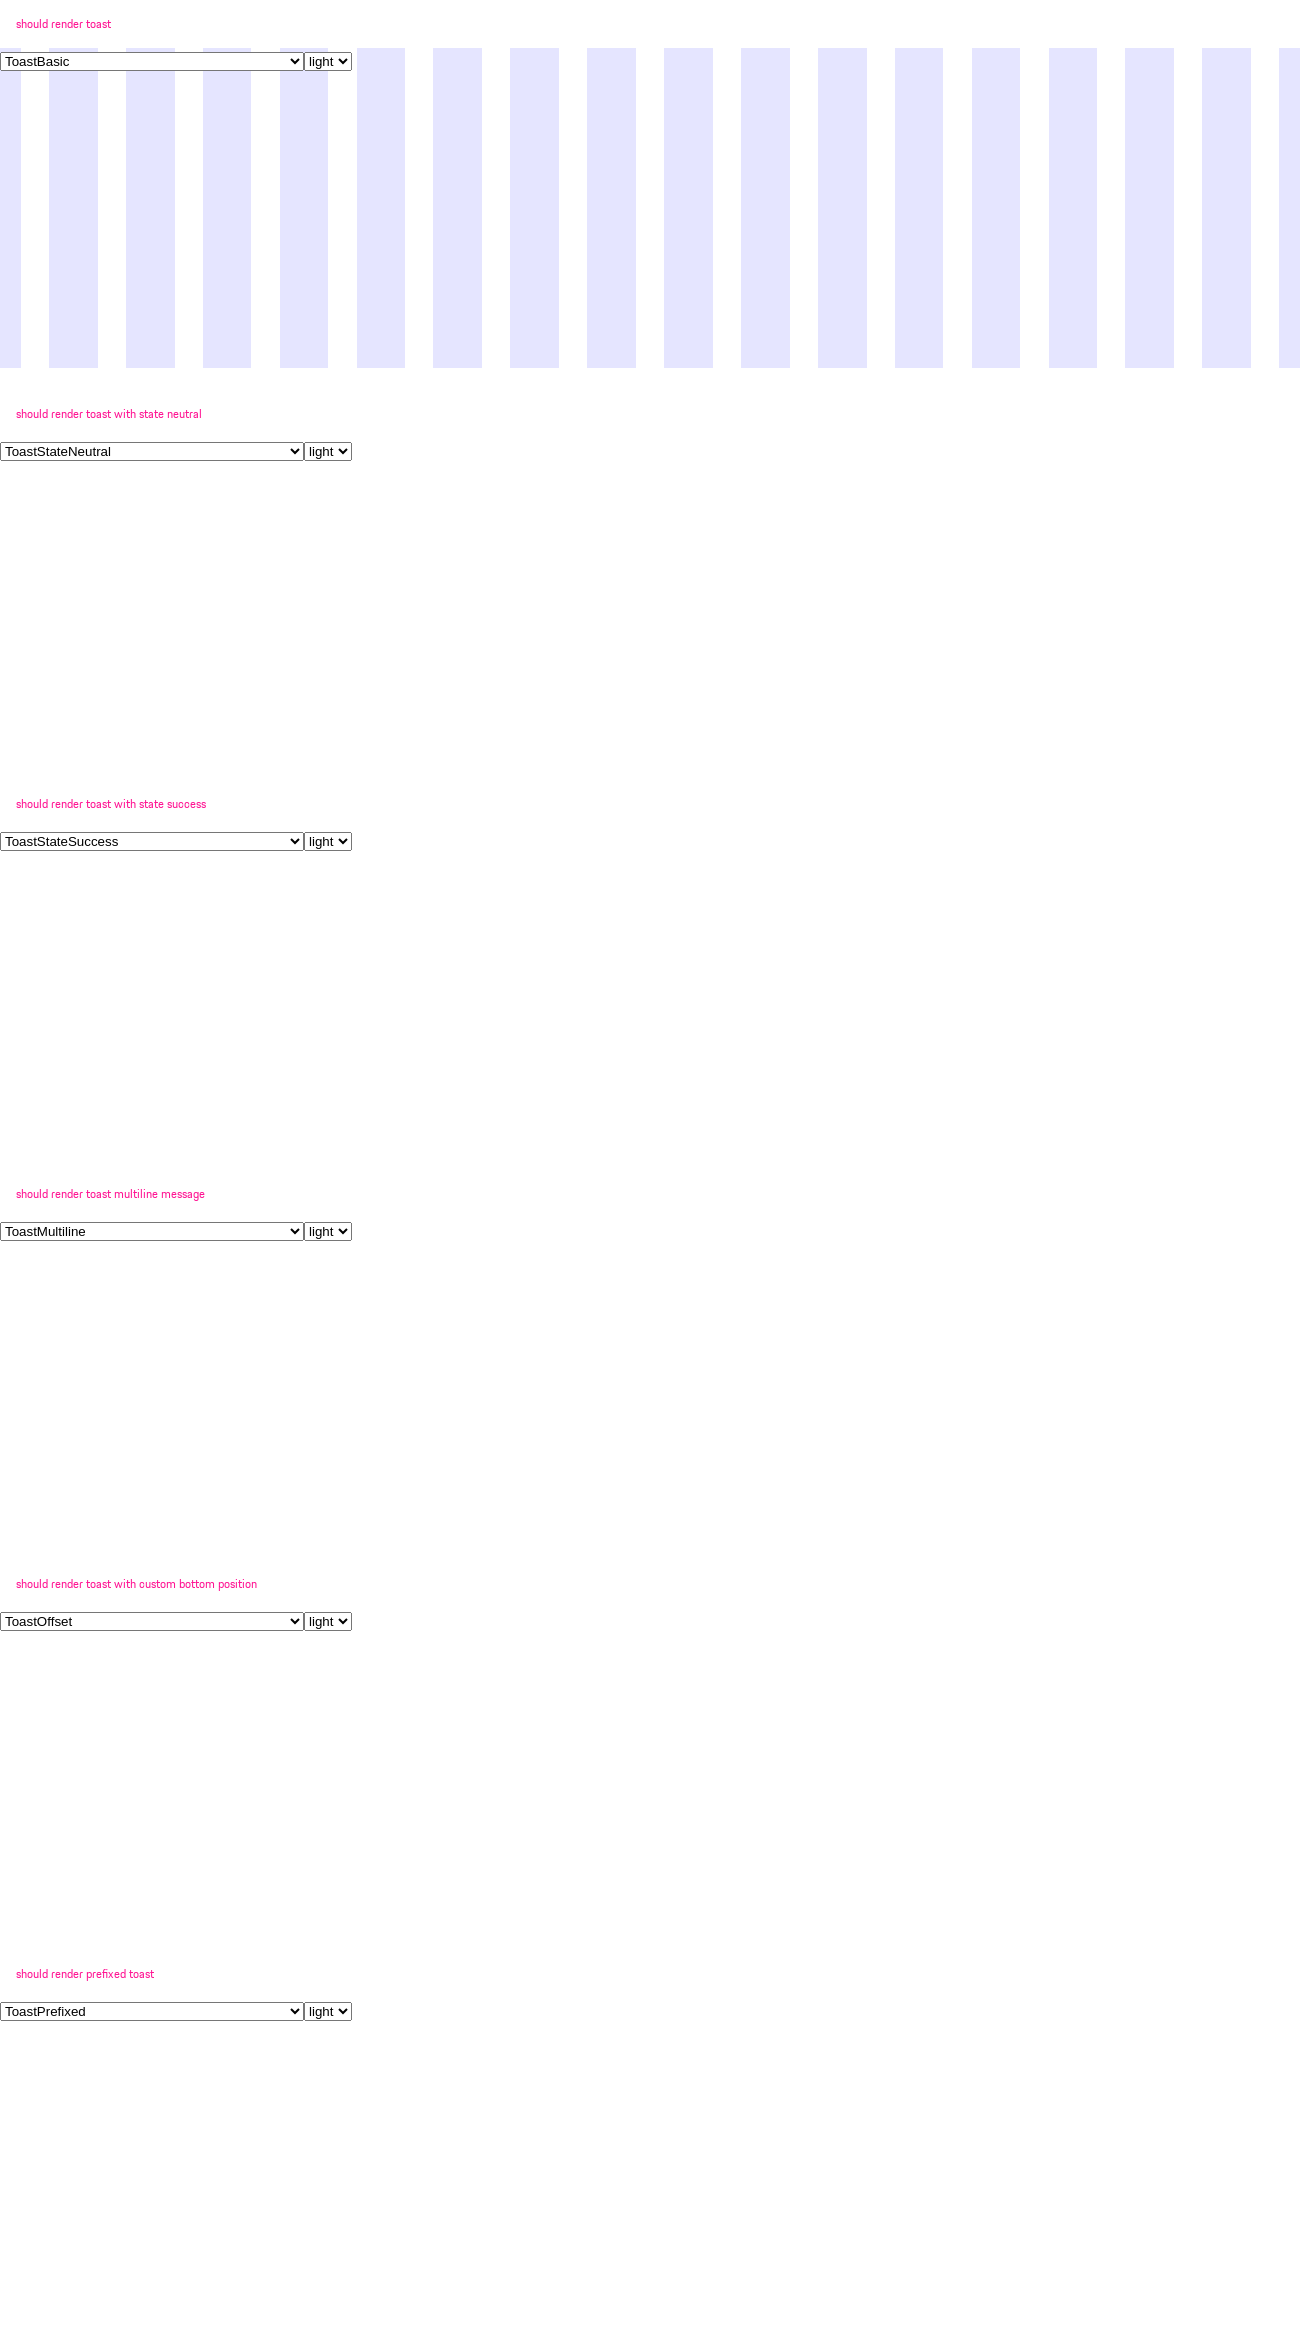 should render toast
ToastBasic light
should render toast with state neutral
ToastStateNeutral light
should render toast with state success
ToastStateSuccess light
should render toast multiline message
ToastMultiline light
should render toast with custom bottom position
ToastOffset light
should render prefixed toast
ToastPrefixed light